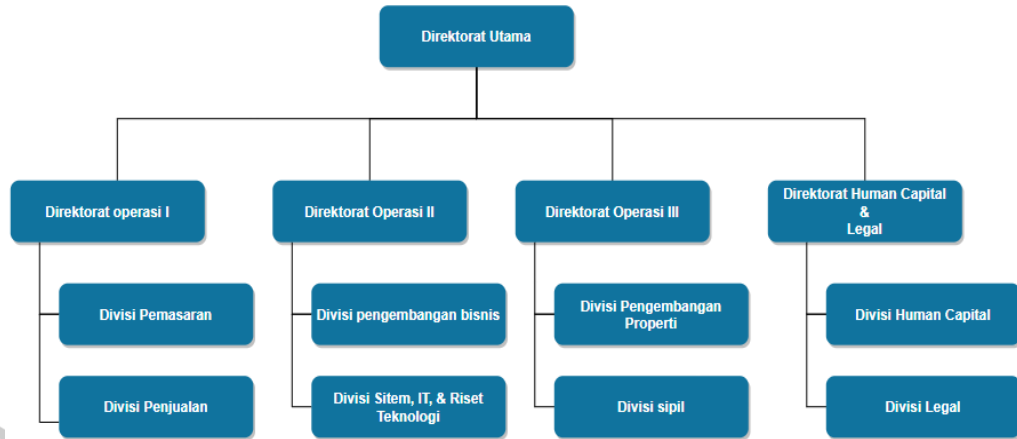 Direktorat Utama
Direktorat operasi I
Direktorat Operasi II
Direktorat Operasi III
Direktorat Human Capital
&
Legal
Divisi Pemasaran
Divisi pengembangan bisnis
Divisi Pengembangan
Properti
Divisi Human Capital
Divisi Penjualan
Divisi Sitem, IT, & Riset
Teknologi
Divisi sipil
Divisi Legal